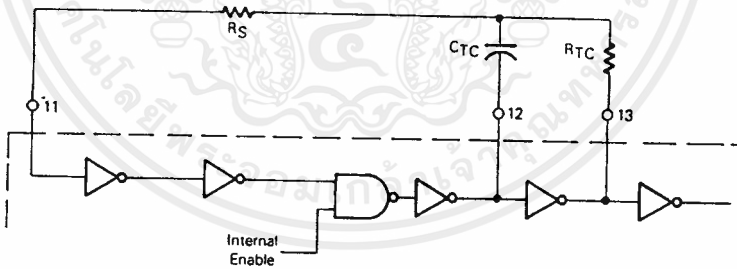 RS
CTC
RTC
11
12
13
Internal
Enable